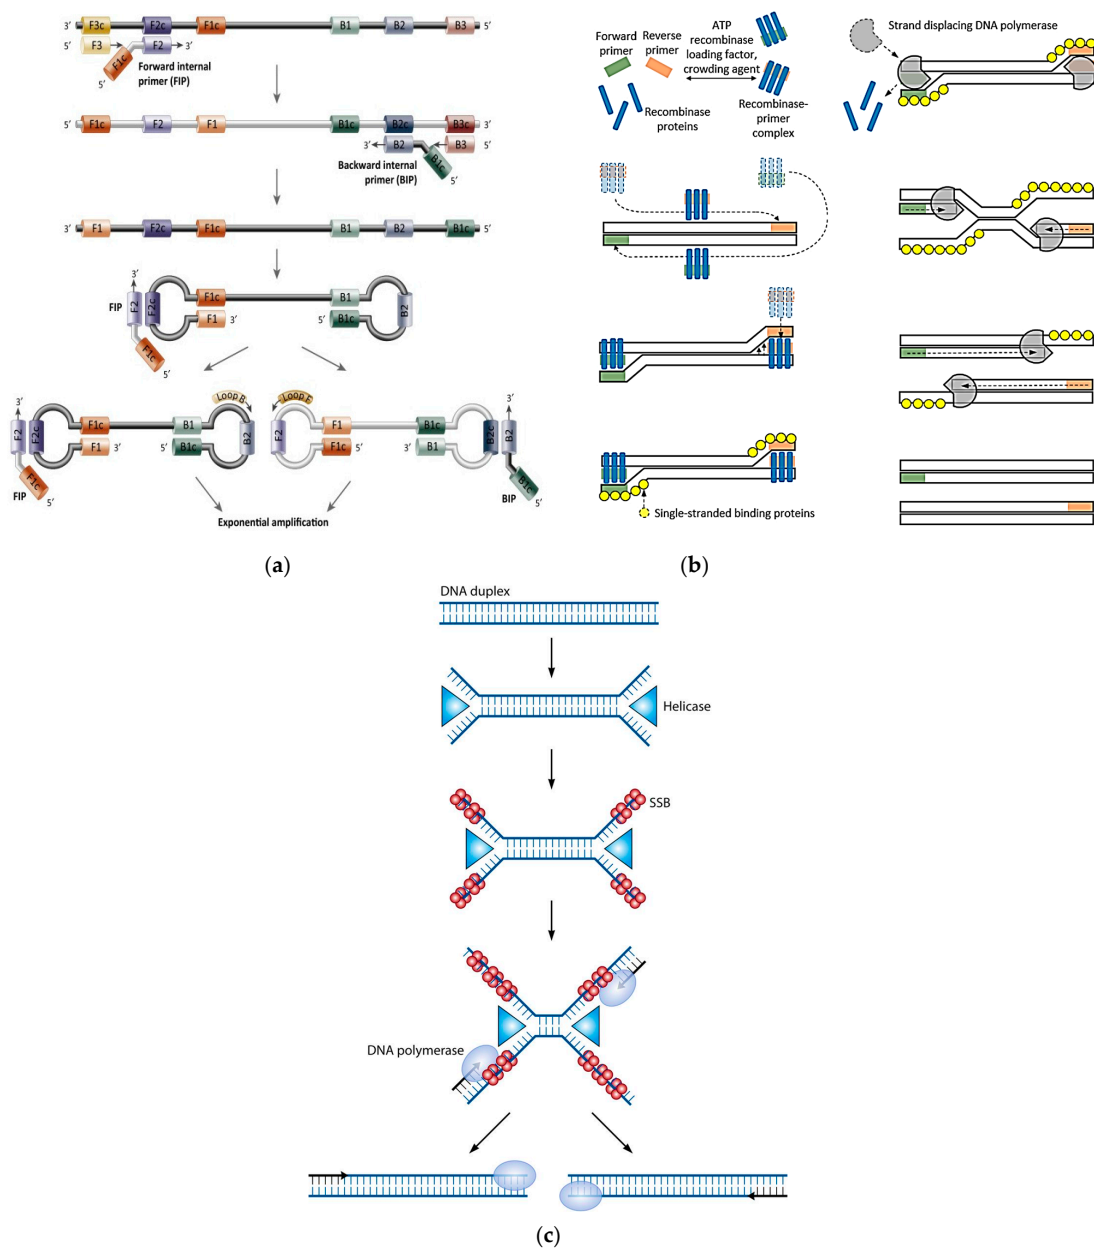 3′ F3c F2c F1c B1 B2 B3 5′
5′ F3 F2 3′
F1c
5′
Forward internal
primer (FIP)
5′ F1c F2 F1 B1c B2c B3c 3′
3′ B2 B3 5′
B1c
5′
Backward internal
primer (BIP)
3′ F1 F2c F1c B1 B2 B1c 5′
3′
FIP F2 F2c F1c B1 B2
F1 3′ 5′ B1c
F1c
5′
Loop B Loop F
3′ F2 F2c F1c B1 B2 F2 F1 B1c B2c B2 3′
F1 3′ 5′ B1c F1c 3′ B1
F1c 5′ 5′ B1c 5′
FIP BIP
Exponential amplification
(a)
Forward
primer
Reverse
primer
ATP
recombinase
loading factor,
crowding agent
Recombinase
proteins
Recombinase-
primer
complex
Strand displacing DNA polymerase
Single-stranded binding proteins
(b)
DNA duplex
Helicase
SSB
DNA polymerase
(c)